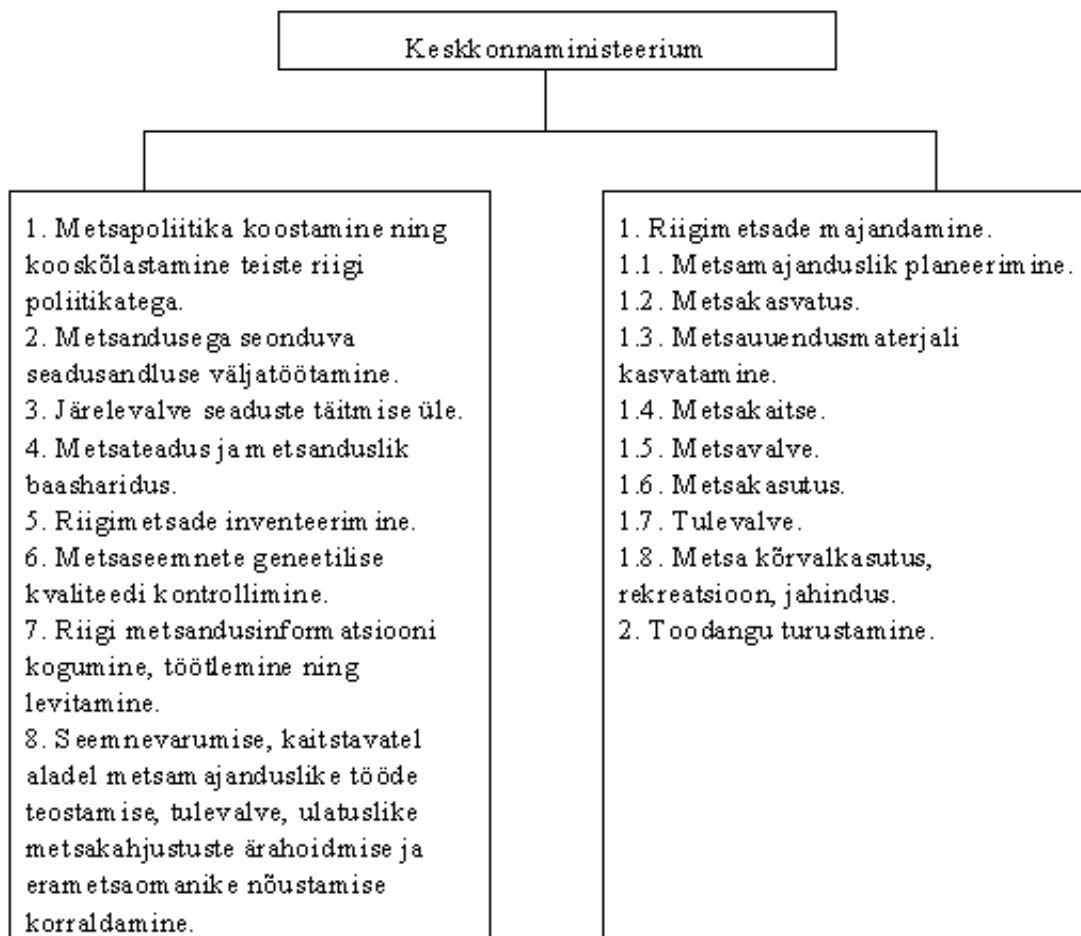 Keskkonnaministeerium
1. Metsapoliitika koostamine ning
kooskõlastamine teiste riigi
poliitikatega.
2. Metsandusega seonduva
seadusandluse väljatöötamine.
3. Järelevalve seaduste täitmise üle.
4. Metsateadus ja metsanduslik
baasharidus.
5. Riigimetsade inventeerimine.
6. Metsaseemnete geneetilise
kvaliteedi kontrollimine.
7. Riigi metsandusinformatsiooni
kogumine, töötlemine ning
levitamine.
8. Seemnevarumise, kaitstavatel
aladel metsamajanduslike tööde
teostamise, tulevalve, ulatuslike
metsakahjustuste ärahoidmise ja
erametsaomanike nõustamise
korraldamine.
1. Riigimetsade majandamine.
1.1. Metsamajanduslik planeerimine.
1.2. Metsakasvatus.
1.3. Metsauuendusmaterjali
kasvatamine.
1.4. Metsakaitse.
1.5. Metsavalve.
1.6. Metsakasutus.
1.7. Tulevalve.
1.8. Metsa kõrvalkasutus,
rekreatsioon, jahindus.
2. Toodangu turustamine.